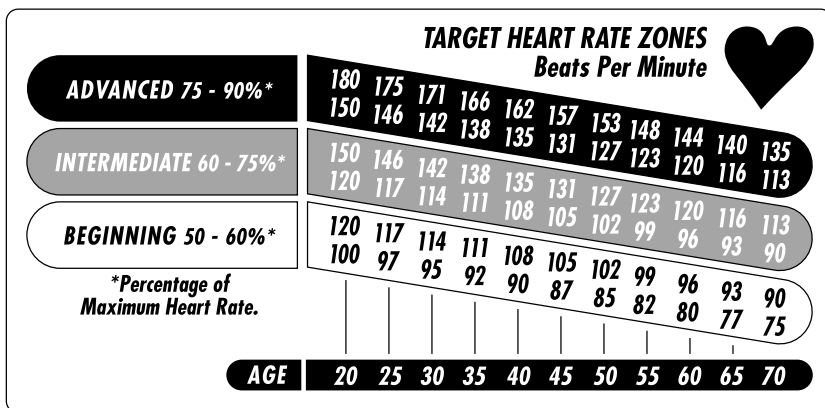 TARGET HEART RATE ZONES
Beats Per Minute
ADVANCED 75 - 90%*
180 175 171 166 162 157 153 148 144 140 135
150 146 142 138 135 131 127 123 120 116 113
INTERMEDIATE 60 - 75%*
150 146 142 138 135 131 127 123 120 116 113
120 117 114 111 108 105 102 99 96 93 90
BEGINNING 50 - 60%*
120 117 114 111 108 105 102 99 96 93 90
100 97 95 92 90 87 85 82 80 77 75
*Percentage of
Maximum Heart Rate.
AGE 20 25 30 35 40 45 50 55 60 65 70